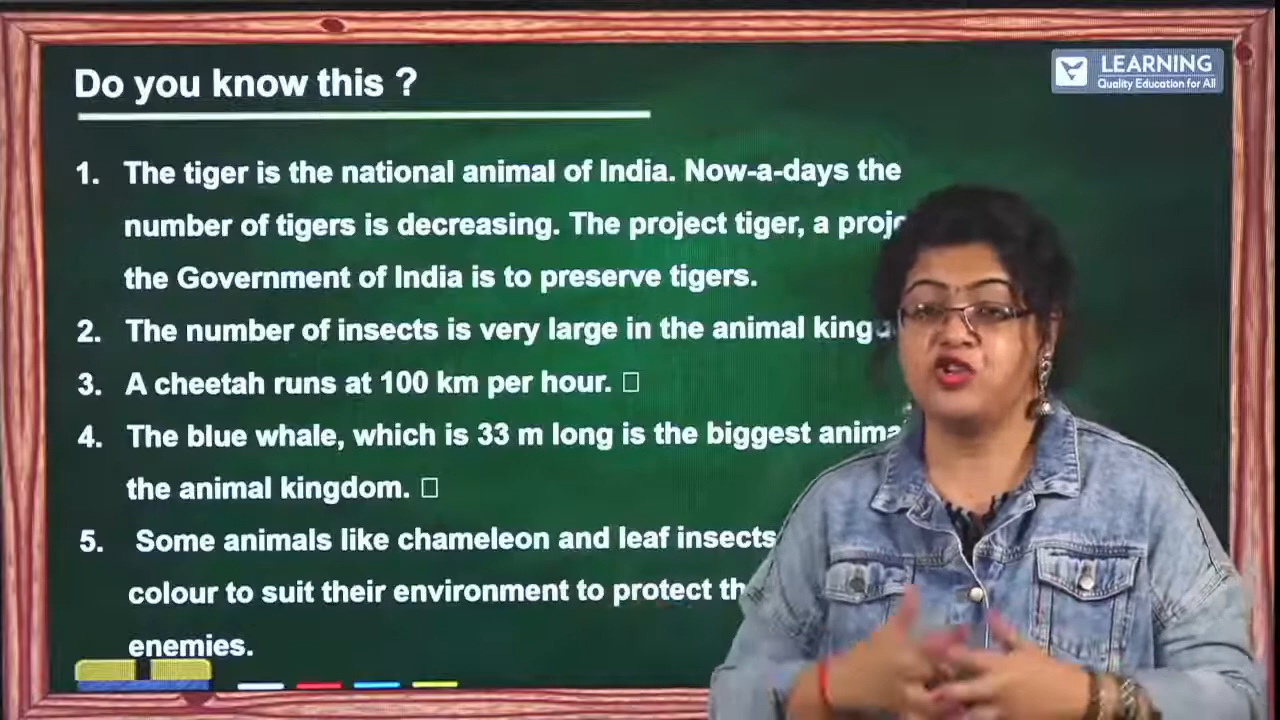 Do you know this ?
LEARNING
Quality Education for All
1. The tiger is the national animal of India. Now-a-days the
number of tigers is decreasing. The project tiger, a
the Government of India is to preserve tigers.
2. The number of insects is very large in the animal
3. A cheetah runs at 100 km per hour. □
4. The blue whale, which is 33 m long is the biggest
the animal kingdom. □
5. Some animals like chameleon and leaf insects
colour to suit their environment to protect
enemies.